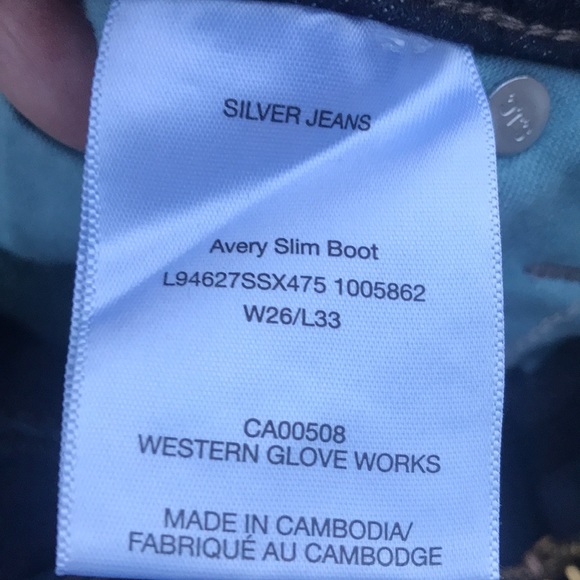 SILVER JEANS
Avery Slim Boot
L94627SSX475 1005862
W26/L33
CA00508
WESTERN GLOVE WORKS
MADE IN CAMBODIA/
FABRIQUÉ AU CAMBODGE